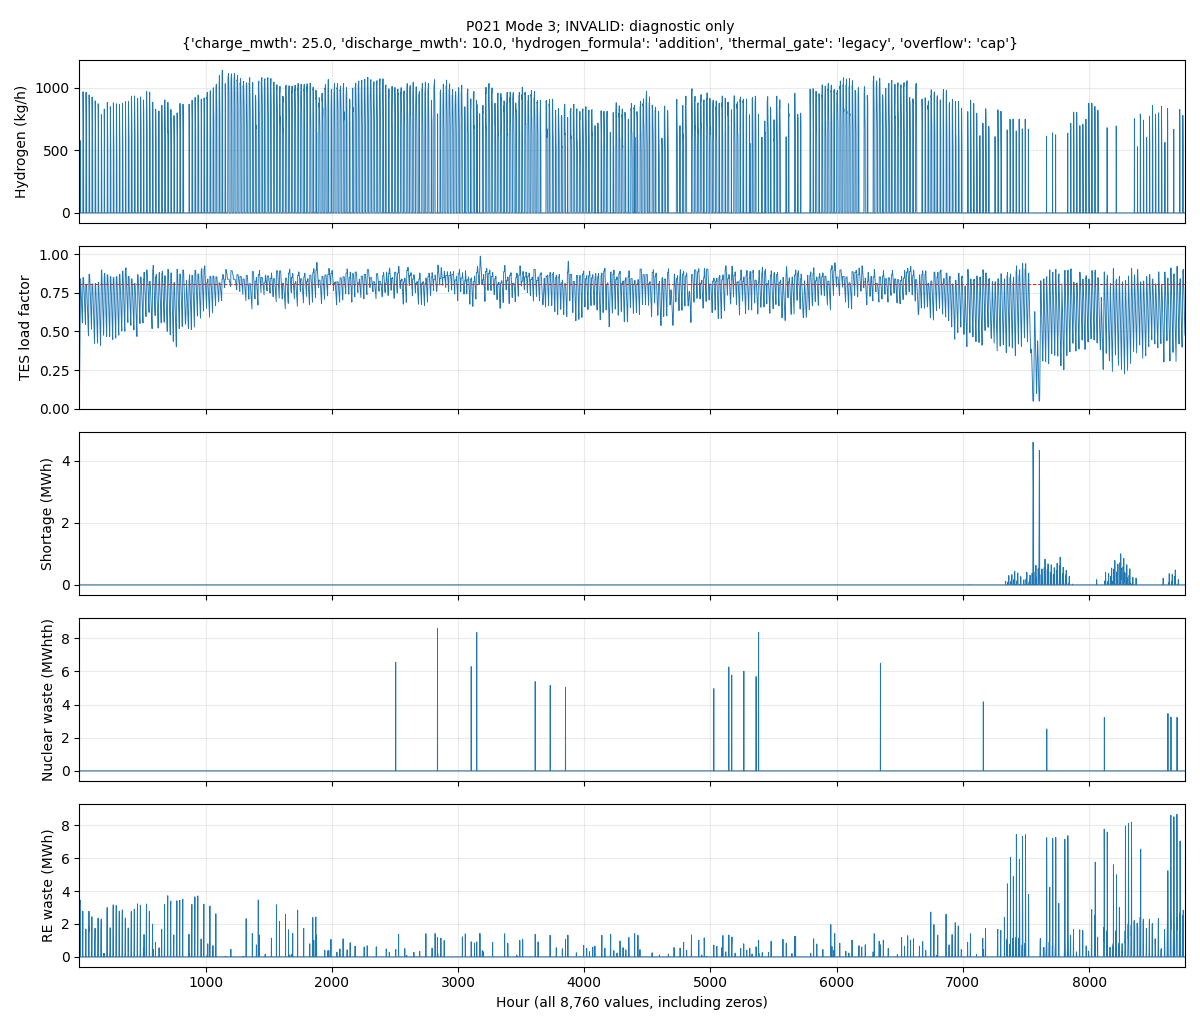 P021 Mode 3; INVALID: diagnostic only
{'charge_mwth': 25.0, 'discharge_mwth': 10.0, 'hydrogen_formula': 'addition', 'thermal_gate': 'legacy', 'overflow': 'cap'}
Hydrogen (kg/h)
1000
500
0
TES load factor
1.00
0.75
0.50
0.25
0.00
Shortage (MWh)
4
2
0
Nuclear waste (MWhth)
8
6
4
2
0
RE waste (MWh)
8
6
4
2
0
1000 2000 3000 4000 5000 6000 7000 8000
Hour (all 8,760 values, including zeros)